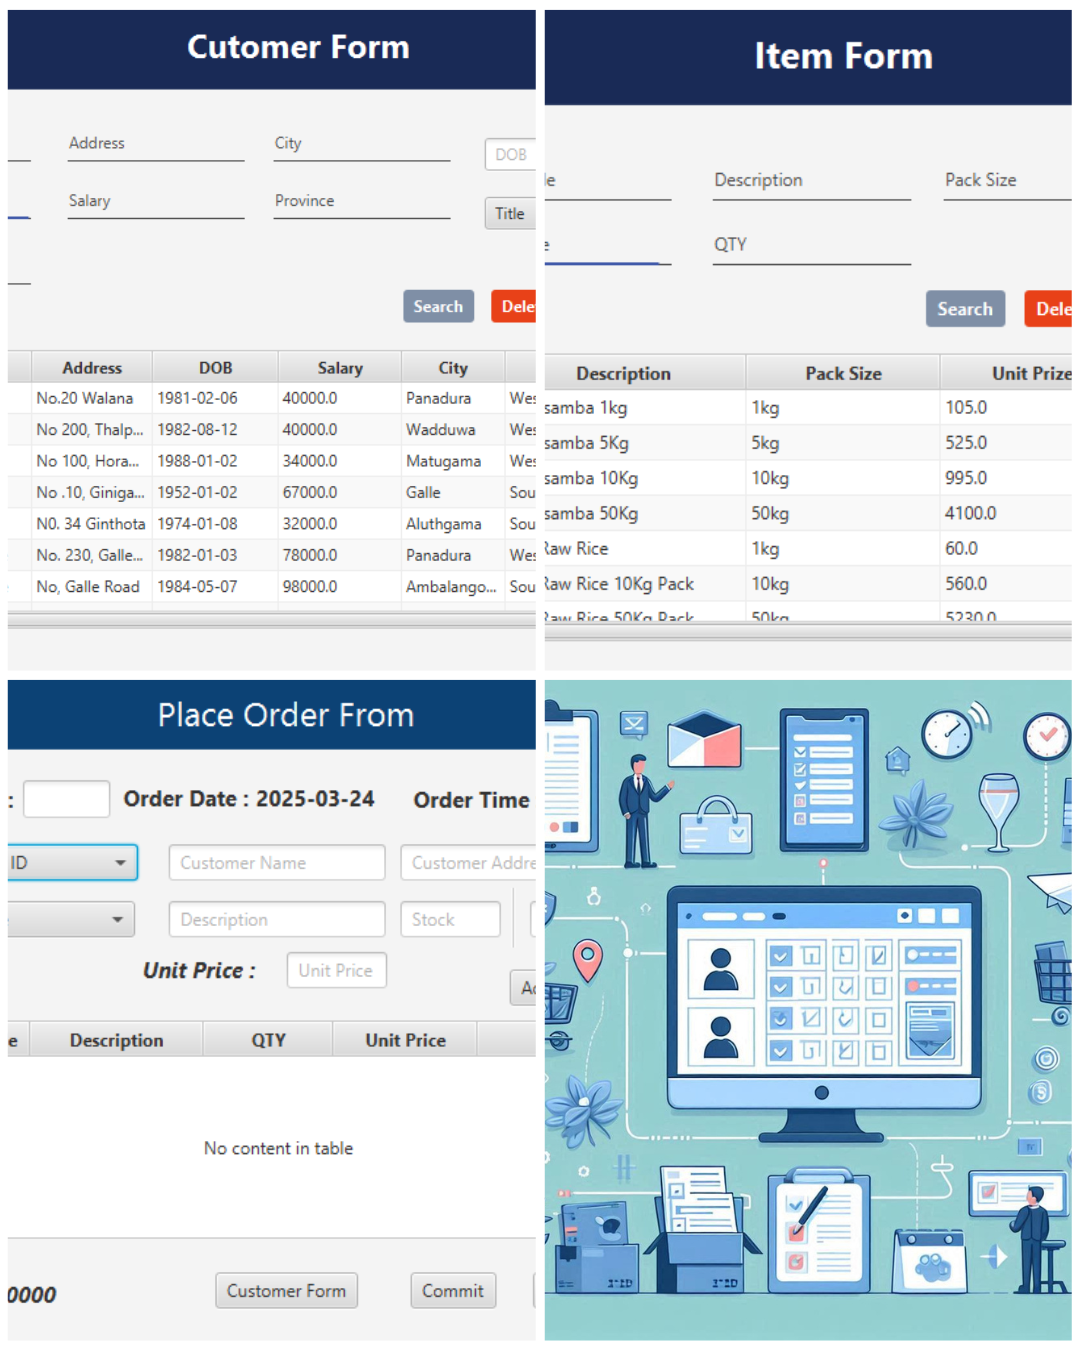 Cutomer Form
Address City DOB
Salary Province Title
Search Dele
Address DOB Salary City
No.20 Walana 1981-02-06 40000.0 Panadura Wes
No 200, Thalp... 1982-08-12 40000.0 Wadduwa Wes
No 100, Hora... 1988-01-02 34000.0 Matugama Wes
No .10, Giniga... 1952-01-02 67000.0 Galle Sou
N0. 34 Ginthota 1974-01-08 32000.0 Aluthgama Sou
No. 230, Galle... 1982-01-03 78000.0 Panadura Wes
No, Galle Road 1984-05-07 98000.0 Ambalango... Sou
Item Form
le Description Pack Size
e QTY
Search Dele
Description Pack Size Unit Prize
samba 1kg 1kg 105.0
samba 5Kg 5kg 525.0
samba 10Kg 10kg 995.0
samba 50Kg 50kg 4100.0
Raw Rice 1kg 60.0
Raw Rice 10Kg Pack 10kg 560.0
Raw Rice 50Kg Pack 50kg 5230.0
Place Order From
: Order Date : 2025-03-24 Order Time
ID Customer Name Customer Addre
Description Stock
Unit Price : Unit Price
Ad
e Description QTY Unit Price
No content in table
0000 Customer Form Commit